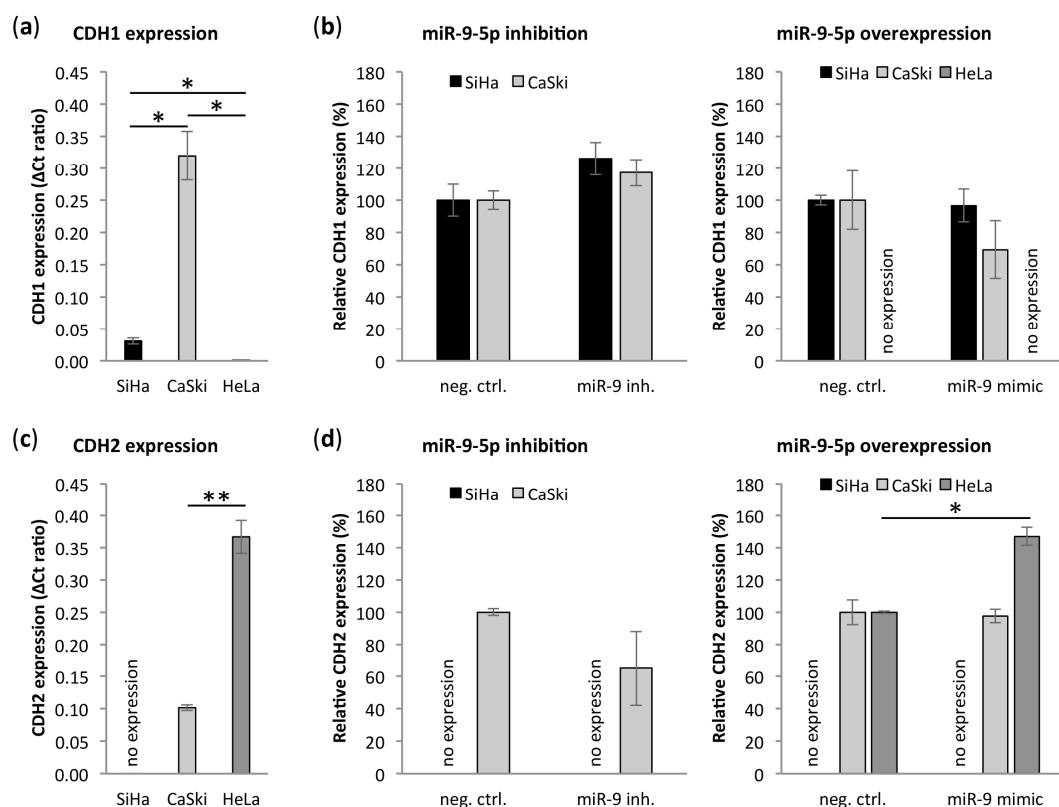 (a) CDH1 expression
CDH1 expression (ΔCt ratio)
0.45
0.40
0.35
0.30
0.25
0.20
0.15
0.10
0.05
0.00
*
*
*
SiHa CaSki HeLa
(b) miR-9-5p inhibition
Relative CDH1 expression (%)
180
160
140
120
100
80
60
40
20
0
SiHa CaSki
neg. ctrl. miR-9 inh.
miR-9-5p overexpression
Relative CDH1 expression (%)
180
160
140
120
100
80
60
40
20
0
SiHa CaSki HeLa
no expression
no expression
neg. ctrl. miR-9 mimic
(c) CDH2 expression
CDH2 expression (ΔCt ratio)
0.45
0.40
0.35
0.30
0.25
0.20
0.15
0.10
0.05
0.00
**
no expression
SiHa CaSki HeLa
(d) miR-9-5p inhibition
Relative CDH2 expression (%)
180
160
140
120
100
80
60
40
20
0
SiHa CaSki
no expression
no expression
neg. ctrl. miR-9 inh.
miR-9-5p overexpression
Relative CDH2 expression (%)
180
160
140
120
100
80
60
40
20
0
SiHa CaSki HeLa
*
no expression
no expression
neg. ctrl. miR-9 mimic